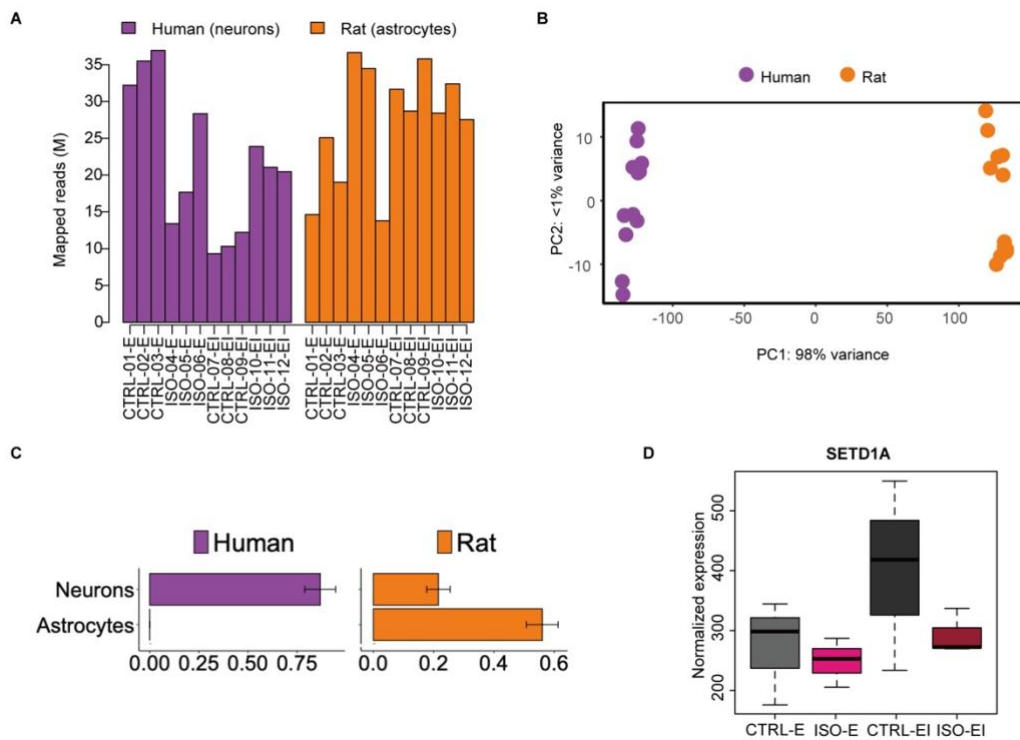 A
Human (neurons)
Rat (astrocytes)
Mapped reads (M)
35
30
25
20
15
10
5
0
CTRL-01-E
CTRL-02-E
CTRL-03-E
ISO-04-E
ISO-05-E
ISO-06-E
CTRL-07-EI
CTRL-08-EI
CTRL-09-EI
ISO-10-EI
ISO-11-EI
ISO-12-EI
CTRL-01-E
CTRL-02-E
CTRL-03-E
ISO-04-E
ISO-05-E
ISO-06-E
CTRL-07-EI
CTRL-08-EI
CTRL-09-EI
ISO-10-EI
ISO-11-EI
ISO-12-EI
B
Human
Rat
PC2: <1% variance
10
0
-10
-100
-50
0
50
100
PC1: 98% variance
C
Human
Rat
Neurons
Astrocytes
0.00
0.25
0.50
0.75
0.0
0.2
0.4
0.6
D
SETD1A
Normalized expression
500
300
200
CTRL-E
ISO-E
CTRL-EI
ISO-EI